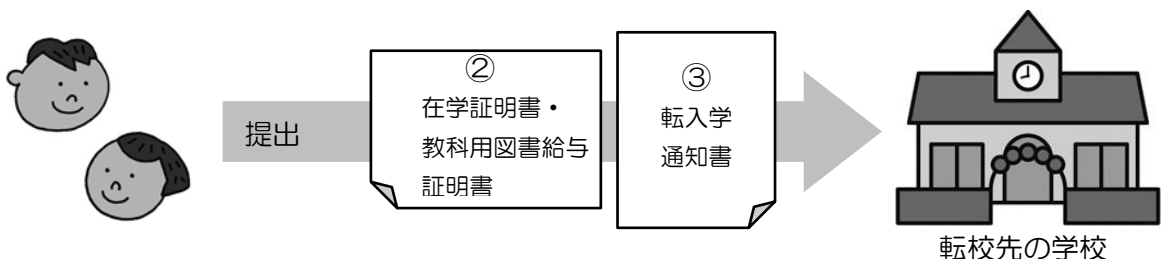 提出
②
在学証明書・
教科用図書給与
証明書
③
転入学
通知書
転校先の学校